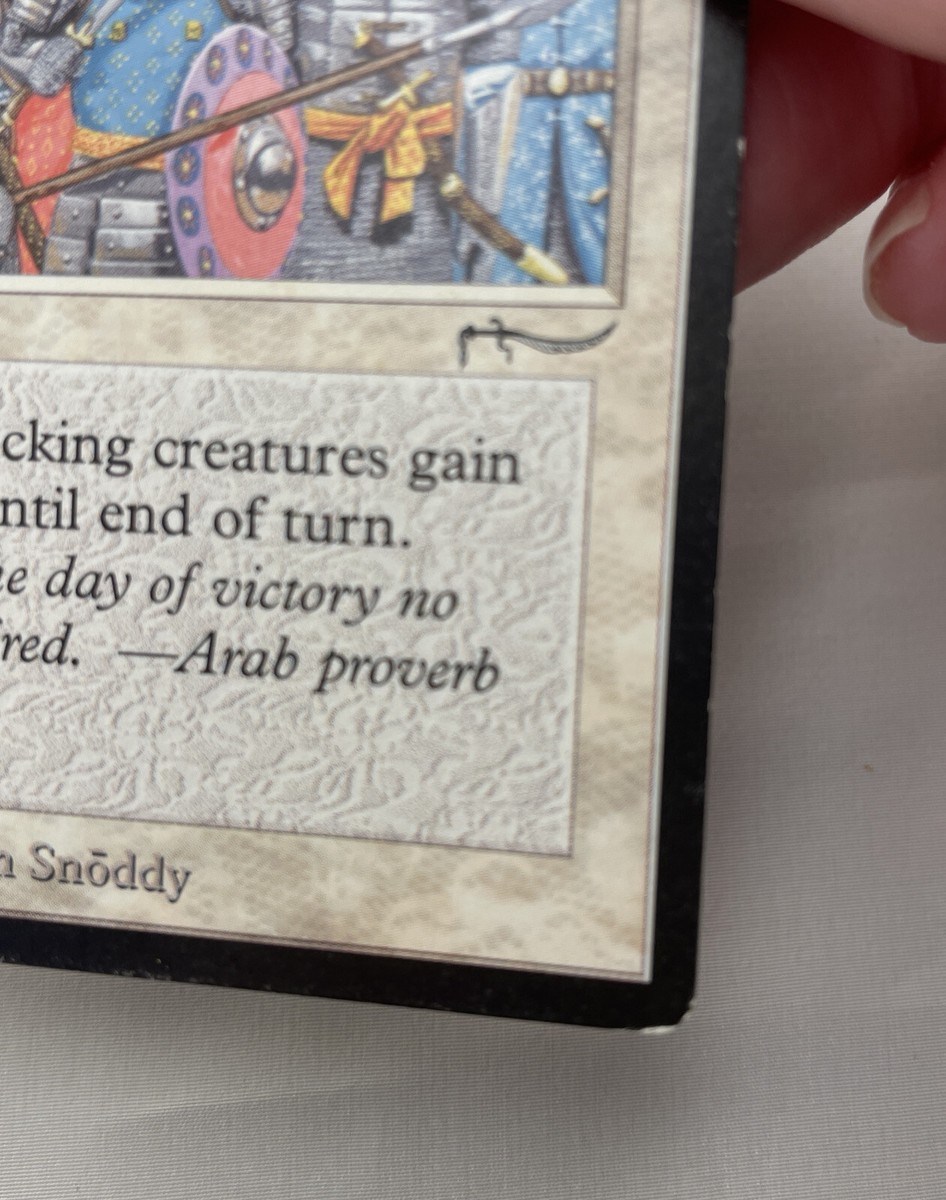 cking creatures gain
ntil end of turn.
e day of victory no
red. —Arab proverb
n Snōddy